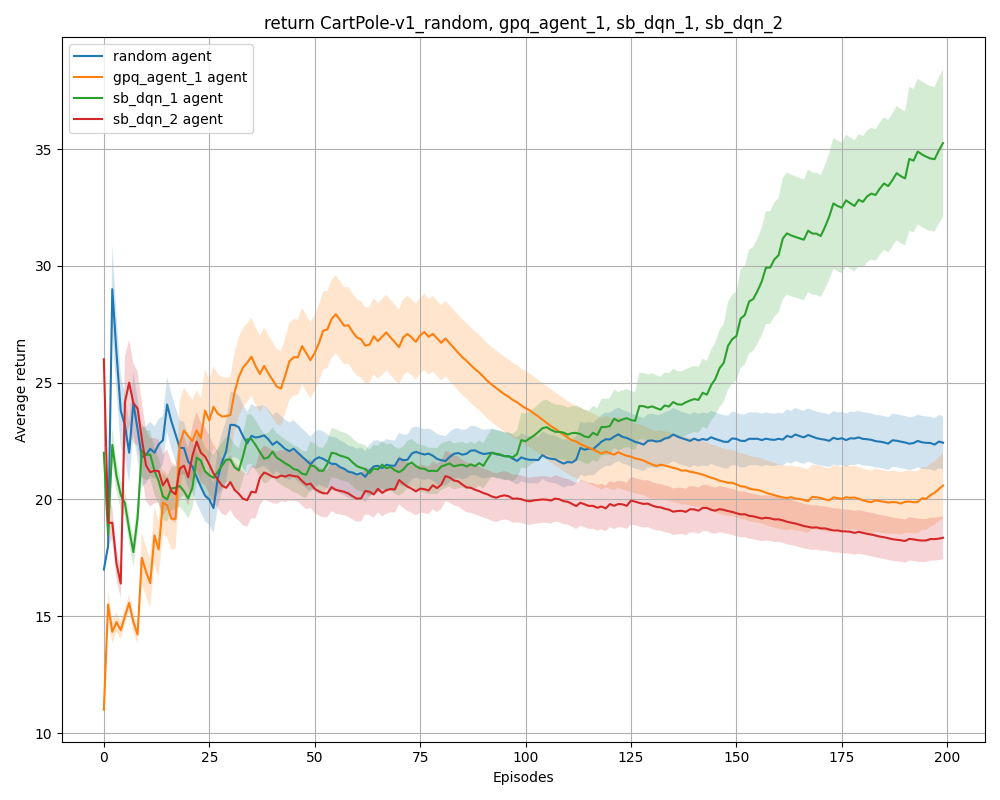 return CartPole-v1_random, gpq_agent_1, sb_dqn_1, sb_dqn_2
random agent
gpq_agent_1 agent
sb_dqn_1 agent
sb_dqn_2 agent
Average return
35
30
25
20
15
10
0
25
50
75
100
125
150
175
200
Episodes